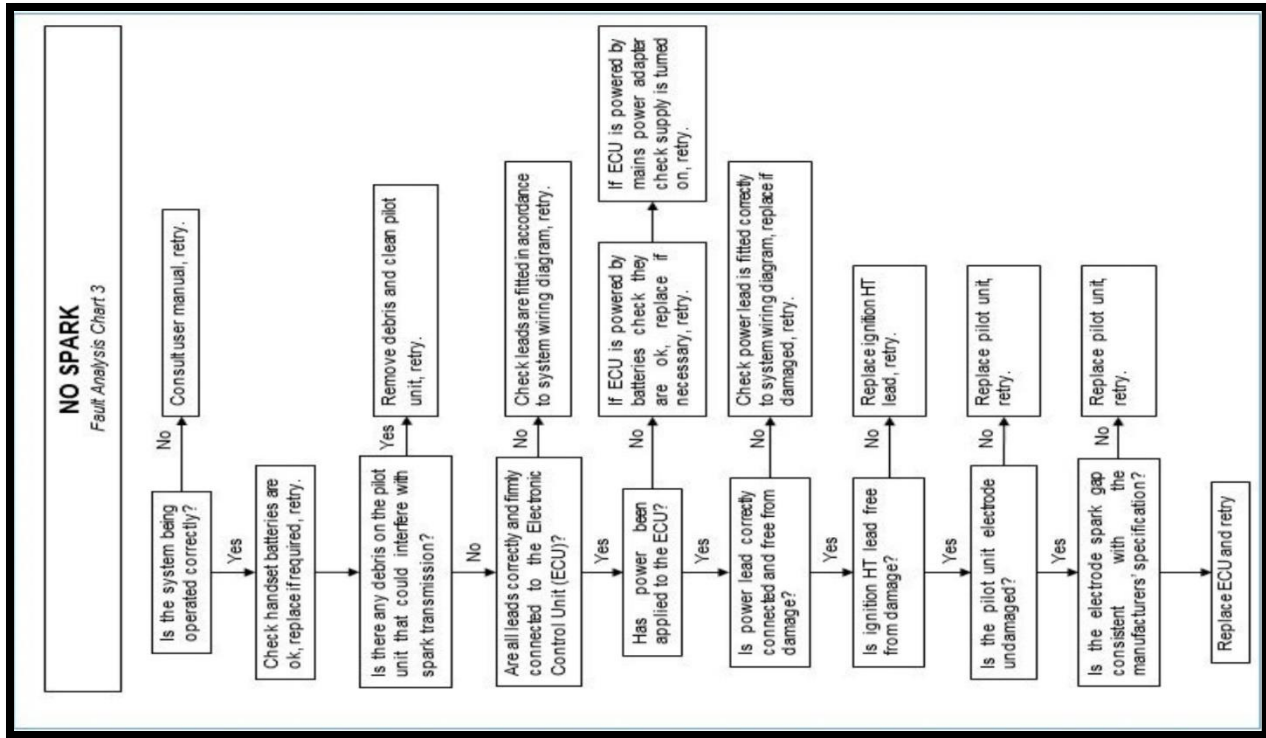 NO SPARK
Fault Analysis Chart 3
Is the system being
operated correctly?
No
Consult user manual, retry.
Yes
Check handset batteries are
ok, replace if required, retry.
Is there any debris on the pilot
unit that could interfere with
spark transmission?
Yes
Remove debris and clean pilot
unit, retry.
No
Are all leads correctly and firmly
connected to the Electronic
Control Unit (ECU)?
No
Check leads are fitted in accordance
to system wiring diagram, retry.
Yes
Has power been
applied to the ECU?
No
If ECU is powered by
batteries check they
are ok, replace if
necessary, retry.
If ECU is powered by
mains power adapter
check supply is turned
on, retry.
Yes
Is power lead correctly
connected and free from
damage?
No
Check power lead is fitted correctly
to system wiring diagram, replace if
damaged, retry.
Yes
Is ignition HT lead free
from damage?
No
Replace ignition HT
lead, retry.
Yes
Is the pilot unit electrode
undamaged?
No
Replace pilot unit,
retry.
Yes
Is the electrode spark gap
consistent with the
manufacturers' specification?
No
Replace pilot unit,
retry.
Replace ECU and retry